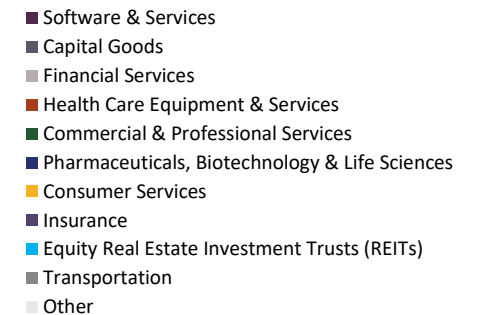 Software & Services
Capital Goods
Financial Services
Health Care Equipment & Services
Commercial & Professional Services
Pharmaceuticals, Biotechnology & Life Sciences
Consumer Services
Insurance
Equity Real Estate Investment Trusts (REITs)
Transportation
Other